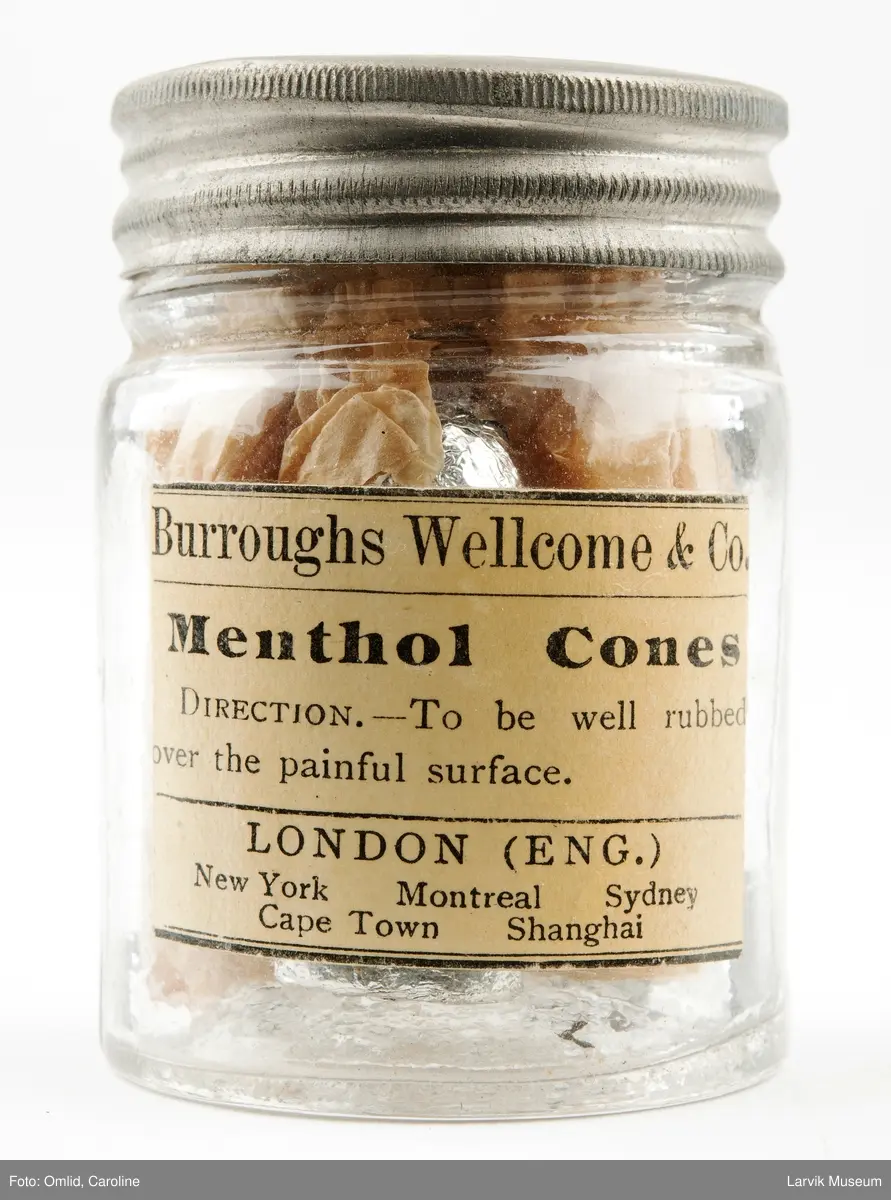 Burroughs Wellcome & Co.
Menthol Cones
DIRECTION.—To be well rubbed
over the painful surface.
LONDON (ENG.)
New York Montreal Sydney
Cape Town Shanghai
Foto: Omlid, Caroline
Larvik Museum